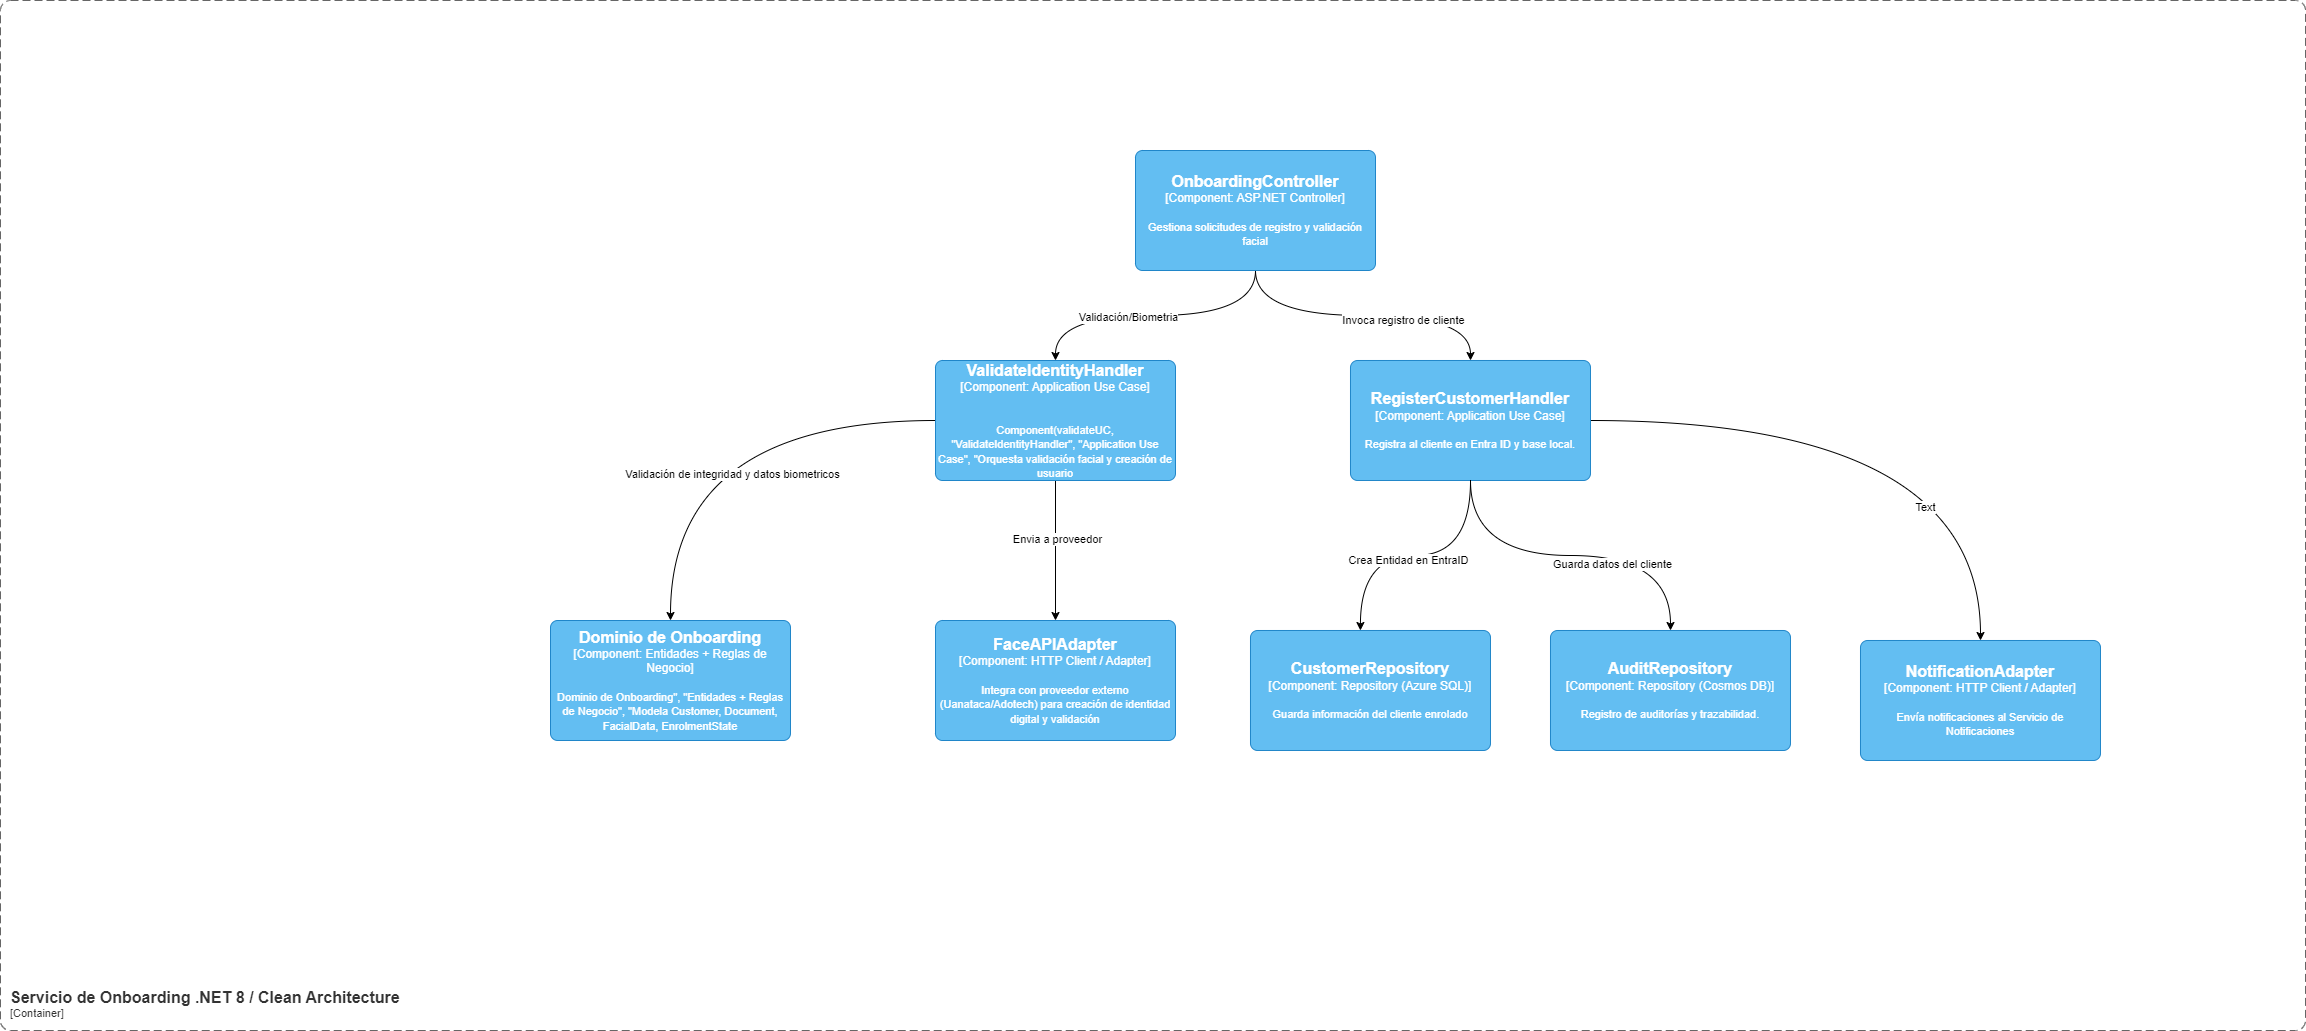 OnboardingController
[Component: ASP.NET Controller]
Gestiona solicitudes de registro y validación
facial
Validación/Biometria
Invoca registro de cliente
ValidateIdentityHandler
[Component: Application Use Case]
Component(validateUC,
"ValidateIdentityHandler", "Application Use
Case", "Orquesta validación facial y creación de
usuario
RegisterCustomerHandler
[Component: Application Use Case]
Registra al cliente en Entra ID y base local.
Validación de integridad y datos biometricos
Envia a proveedor
Crea Entidad en EntraID
Guarda datos del cliente
Text
Dominio de Onboarding
[Component: Entidades + Reglas de
Negocio]
Dominio de Onboarding", "Entidades + Reglas
de Negocio", "Modela Customer, Document,
FacialData, EnrolmentState
FaceAPIAdapter
[Component: HTTP Client / Adapter]
Integra con proveedor externo
(Uanataca/Adotech) para creación de identidad
digital y validación
CustomerRepository
[Component: Repository (Azure SQL)]
Guarda información del cliente enrolado
AuditRepository
[Component: Repository (Cosmos DB)]
Registro de auditorías y trazabilidad.
NotificationAdapter
[Component: HTTP Client / Adapter]
Envía notificaciones al Servicio de
Notificaciones
Servicio de Onboarding .NET 8 / Clean Architecture
[Container]